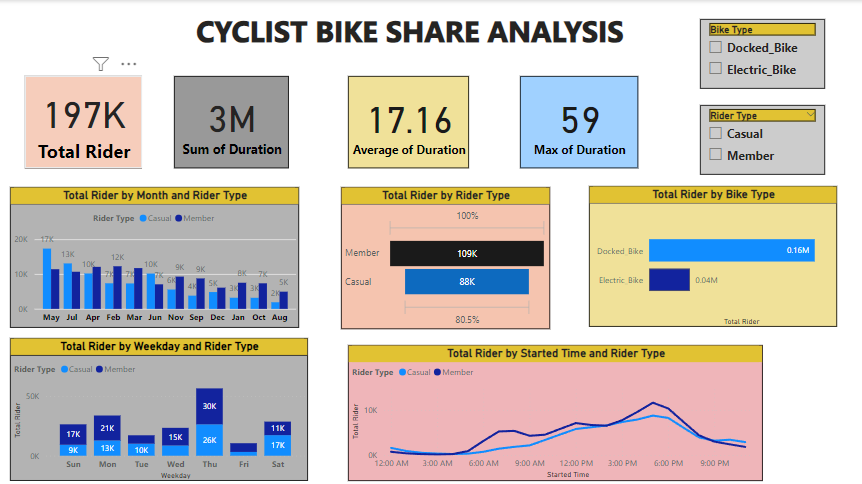 CYCLIST BIKE SHARE ANALYSIS
Bike Type
Docked_Bike
Electric_Bike
197K
Total Rider
3M
Sum of Duration
17.16
Average of Duration
59
Max of Duration
Rider Type
Casual
Member
Total Rider by Month and Rider Type
Rider Type Casual Member
20K
10K
0K
17K 13K 10K 7K 12K 7K 10K 7K 6K 9K 4K 9K 5K 3K 8K 3K 7K 2K 5K
May Jul Apr Feb Mar Jun Nov Sep Dec Jan Oct Aug
Total Rider by Rider Type
100%
Member 109K
Casual 88K
80.5%
Total Rider by Bike Type
Docked_Bike 0.16M
Electric_Bike 0.04M
Total Rider
Total Rider by Weekday and Rider Type
Rider Type Casual Member
Total Rider
50K
0K
17K 21K 15K 30K 11K
9K 13K 10K 26K 17K
Sun Mon Tue Wed Thu Fri Sat
Weekday
Total Rider by Started Time and Rider Type
Rider Type Casual Member
Total Rider
10K
0K
12:00 AM 3:00 AM 6:00 AM 9:00 AM 12:00 PM 3:00 PM 6:00 PM 9:00 PM
Started Time